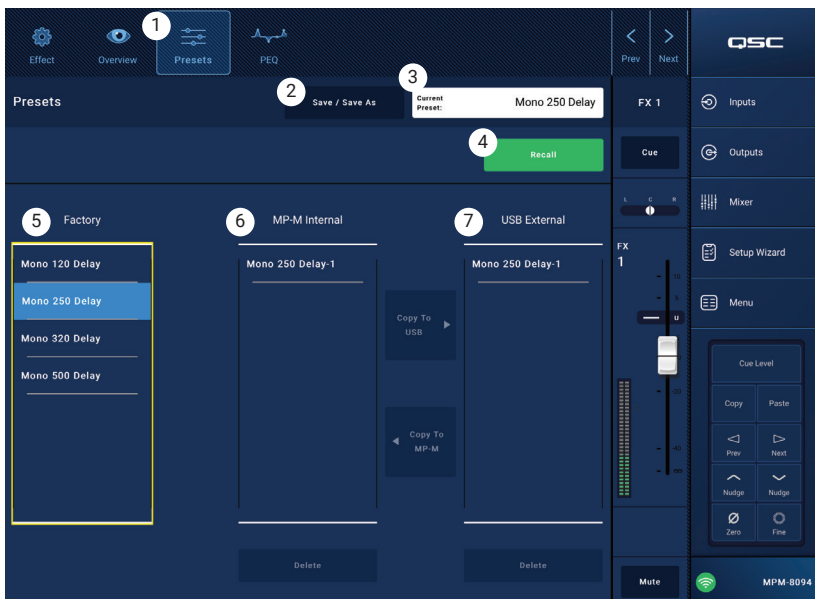 1
Effect
Overview
Presets
PEQ
Prev
Next
QSC
Presets
2
Save / Save As
3
Current Preset:
Mono 250 Delay
FX 1
Inputs
4
Recall
Cue
Outputs
5
Factory
6
MP-M Internal
7
USB External
L C R
Mixer
Mono 120 Delay
Mono 250 Delay
Mono 320 Delay
Mono 500 Delay
Mono 250 Delay-1
Copy To USB
Copy To MP-M
Mono 250 Delay-1
FX
1
10
5
U
-20
-40
∞
Setup Wizard
Menu
Cue Level
Copy
Paste
Prev
Next
Nudge
Nudge
Zero
Fine
Delete
Delete
Mute
MPM-8094